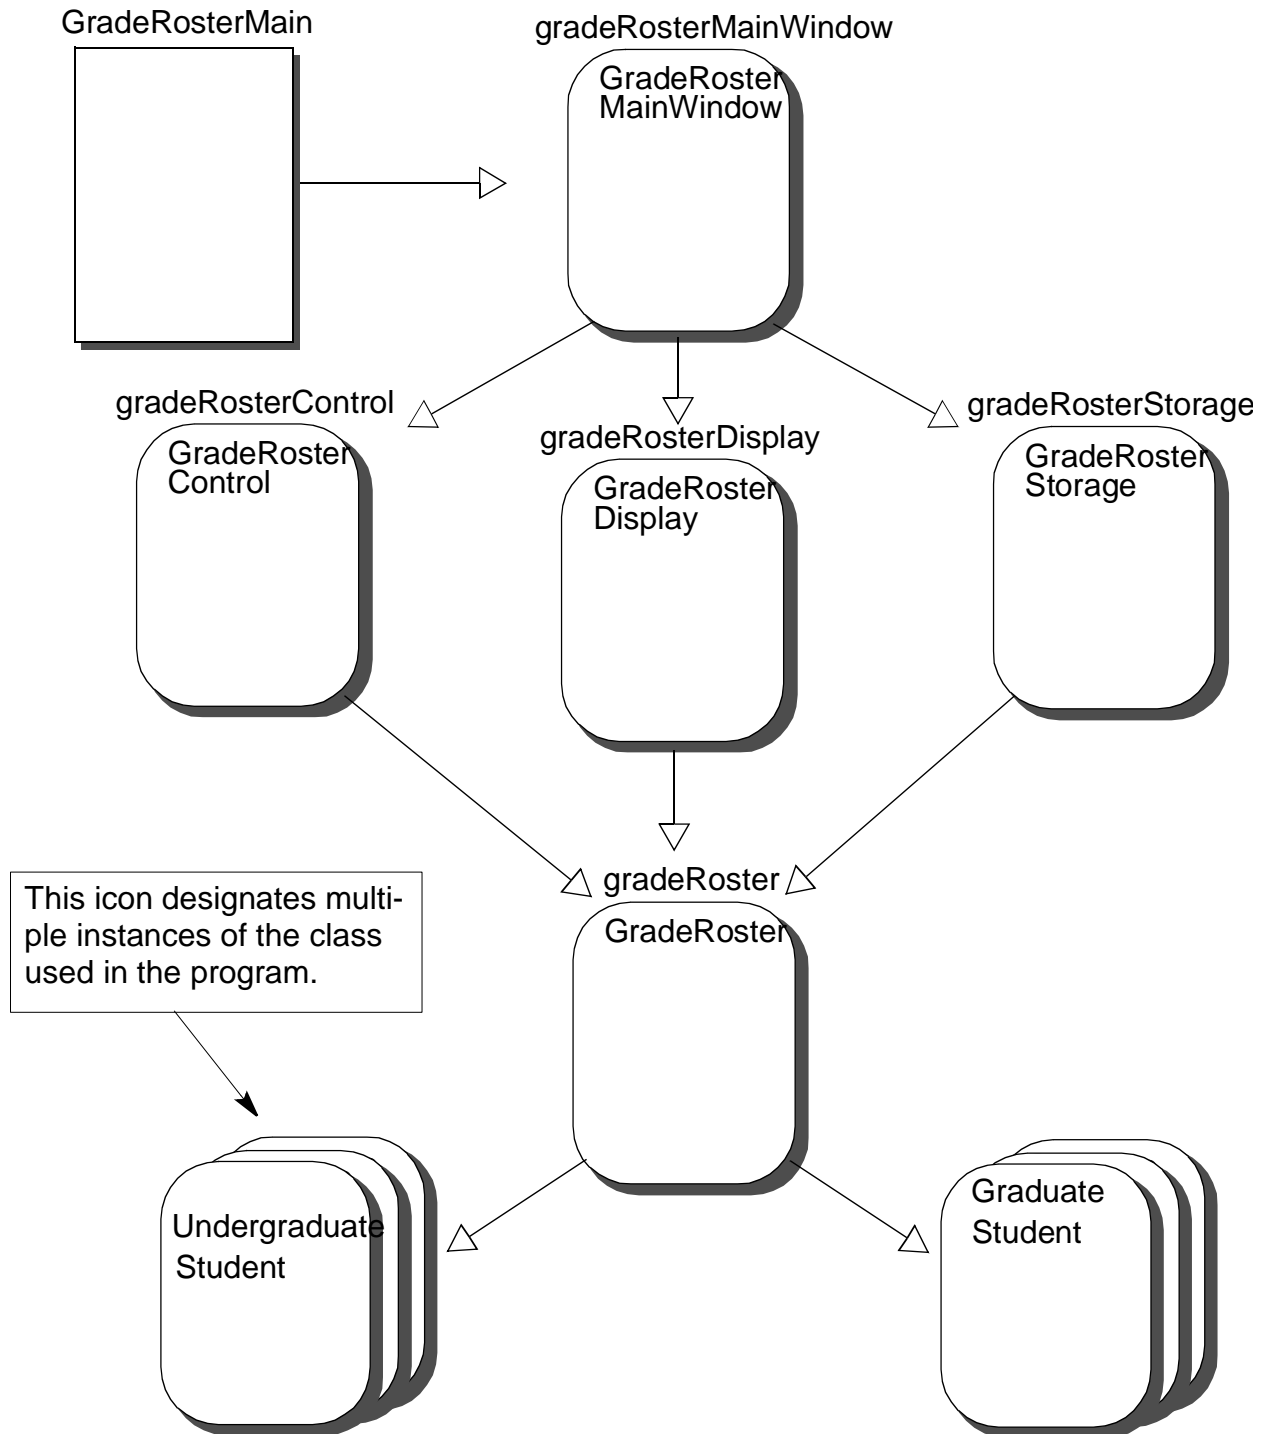 GradeRosterMain
gradeRosterMainWindow
GradeRoster
MainWindow
gradeRosterControl
GradeRoster
Control
gradeRosterDisplay
GradeRoster
Display
gradeRosterStorage
GradeRoster
Storage
gradeRoster
GradeRoster
This icon designates multi-
ple instances of the class
used in the program.
Undergraduate
Student
Graduate
Student